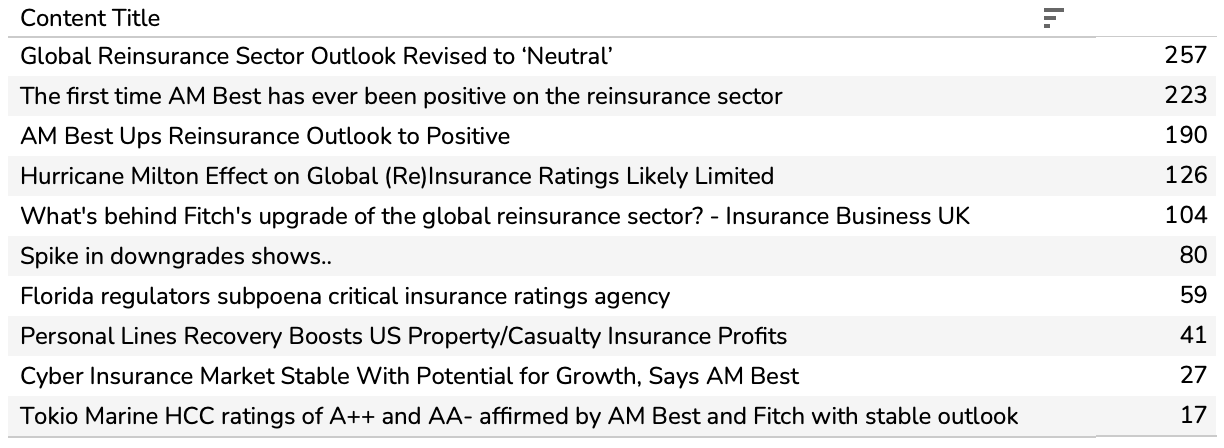 Content Title
Global Reinsurance Sector Outlook Revised to ‘Neutral’ 257
The first time AM Best has ever been positive on the reinsurance sector 223
AM Best Ups Reinsurance Outlook to Positive 190
Hurricane Milton Effect on Global (Re)Insurance Ratings Likely Limited 126
What's behind Fitch's upgrade of the global reinsurance sector? - Insurance Business UK 104
Spike in downgrades shows.. 80
Florida regulators subpoena critical insurance ratings agency 59
Personal Lines Recovery Boosts US Property/Casualty Insurance Profits 41
Cyber Insurance Market Stable With Potential for Growth, Says AM Best 27
Tokio Marine HCC ratings of A++ and AA- affirmed by AM Best and Fitch with stable outlook 17